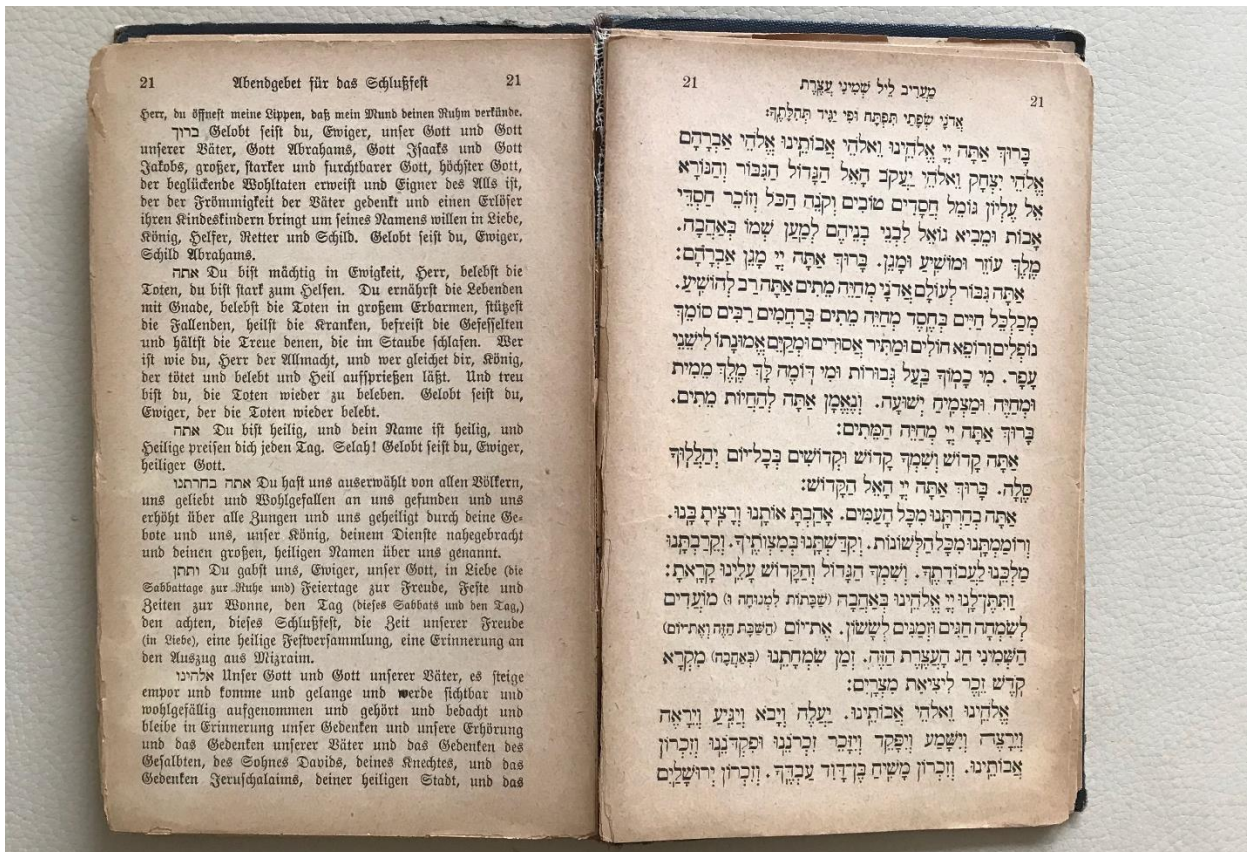 21 Abendgebet für das Schlußfest 21
Herr, du öffnest meine Lippen, daß mein Mund deinen Ruhm verkünde.
ברוך Gelobt seist du, Ewiger, unser Gott und Gott
unserer Väter, Gott Abrahams, Gott Isaaks und Gott
Jakobs, großer, starker und furchtbarer Gott, höchster Gott,
der beglückende Wohltaten erweist und Eigner des Alls ist,
der der Frömmigkeit der Väter gedenkt und einen Erlöser
ihren Kindeskindern bringt um seines Namens willen in Liebe,
König, Helfer, Retter und Schild. Gelobt seist du, Ewiger,
Schild Abrahams.
אתה Du bist mächtig in Ewigkeit, Herr, belebst die
Toten, du bist stark zum Helfen. Du ernährst die Lebenden
mit Gnade, belebst die Toten in großem Erbarmen, stützest
die Fallenden, heilst die Kranken, befreist die Gefesselten
und hältst die Treue denen, die im Staube schlafen. Wer
ist wie du, Herr der Allmacht, und wer gleichet dir, König,
der tötet und belebt und Heil aufsprießen läßt. Und treu
bist du, die Toten wieder zu beleben. Gelobt seist du,
Ewiger, der die Toten wieder belebt.
אתה Du bist heilig, und dein Name ist heilig, und
Heilige preisen dich jeden Tag. Selah! Gelobt seist du, Ewiger,
heiliger Gott.
אתה בחרתנו Du hast uns auserwählt von allen Völkern,
uns geliebt und Wohlgefallen an uns gefunden und uns
erhöht über alle Zungen und uns geheiligt durch deine Ge-
bote und uns, unser König, deinem Dienste nahegebracht
und deinen großen, heiligen Namen über uns genannt.
ותתן Du gabst uns, Ewiger, unser Gott, in Liebe (die
Sabbattage zur Ruhe und) Feiertage zur Freude, Feste und
Zeiten zur Wonne, den Tag (dieses Sabbats und den Tag,)
den achten, dieses Schlußfest, die Zeit unserer Freude
(in Liebe), eine heilige Festversammlung, eine Erinnerung an
den Auszug aus Mizraim.
אלהינו Unser Gott und Gott unserer Väter, es steige
empor und komme und gelange und werde sichtbar und
wohlgefällig aufgenommen und gehört und bedacht und
bleibe in Erinnerung unser Gedenken und unsere Erhörung
und das Gedenken unserer Väter und das Gedenken des
Gesalbten, des Sohnes Davids, deines Knechtes, und das
Gedenken Jeruschalaims, deiner heiligen Stadt, und das
21 מַעֲרִיב לֵיל שְׁמִינִי עֲצֶרֶת 21
אֲדֹנָי שְׂפָתַי תִּפְתָּח וּפִי יַגִּיד תְּהִלָּתֶךָ:
בָּרוּךְ אַתָּה יְיָ אֱלֹהֵינוּ וֵאלֹהֵי אֲבוֹתֵינוּ אֱלֹהֵי אַבְרָהָם
אֱלֹהֵי יִצְחָק וֵאלֹהֵי יַעֲקֹב הָאֵל הַגָּדוֹל הַגִּבּוֹר וְהַנּוֹרָא
אֵל עֶלְיוֹן גּוֹמֵל חֲסָדִים טוֹבִים וְקֹנֵה הַכֹּל וְזוֹכֵר חַסְדֵי
אָבוֹת וּמֵבִיא גוֹאֵל לִבְנֵי בְנֵיהֶם לְמַעַן שְׁמוֹ בְּאַהֲבָה.
מֶלֶךְ עוֹזֵר וּמוֹשִׁיעַ וּמָגֵן. בָּרוּךְ אַתָּה יְיָ מָגֵן אַבְרָהָם:
אַתָּה גִבּוֹר לְעוֹלָם אֲדֹנָי מְחַיֵּה מֵתִים אַתָּה רַב לְהוֹשִׁיעַ.
מְכַלְכֵּל חַיִּים בְּחֶסֶד מְחַיֵּה מֵתִים בְּרַחֲמִים רַבִּים סוֹמֵךְ
נוֹפְלִים וְרוֹפֵא חוֹלִים וּמַתִּיר אֲסוּרִים וּמְקַיֵּם אֱמוּנָתוֹ לִישֵׁנֵי
עָפָר. מִי כָמוֹךָ בַּעַל גְּבוּרוֹת וּמִי דּוֹמֶה לָּךְ מֶלֶךְ מֵמִית
וּמְחַיֶּה וּמַצְמִיחַ יְשׁוּעָה. וְנֶאֱמָן אַתָּה לְהַחֲיוֹת מֵתִים.
בָּרוּךְ אַתָּה יְיָ מְחַיֵּה הַמֵּתִים:
אַתָּה קָדוֹשׁ וְשִׁמְךָ קָדוֹשׁ וּקְדוֹשִׁים בְּכָל־יוֹם יְהַלְלוּךָ
סֶּלָה. בָּרוּךְ אַתָּה יְיָ הָאֵל הַקָּדוֹשׁ:
אַתָּה בְחַרְתָּנוּ מִכָּל הָעַמִּים. אָהַבְתָּ אוֹתָנוּ וְרָצִיתָ בָּנוּ.
וְרוֹמַמְתָּנוּ מִכָּל הַלְּשׁוֹנוֹת. וְקִדַּשְׁתָּנוּ בְּמִצְוֹתֶיךָ. וְקֵרַבְתָּנוּ
מַלְכֵּנוּ לַעֲבוֹדָתֶךָ. וְשִׁמְךָ הַגָּדוֹל וְהַקָּדוֹשׁ עָלֵינוּ קָרָאתָ:
וַתִּתֶּן־לָנוּ יְיָ אֱלֹהֵינוּ בְּאַהֲבָה (שַׁבָּתוֹת לִמְנוּחָה וּ) מוֹעֲדִים
לְשִׂמְחָה חַגִּים וּזְמַנִּים לְשָׂשׂוֹן. אֶת־יוֹם (הַשַּׁבָּת הַזֶּה וְאֶת־יוֹם)
הַשְּׁמִינִי חַג הָעֲצֶרֶת הַזֶּה. זְמַן שִׂמְחָתֵנוּ (בְּאַהֲבָה) מִקְרָא
קֹדֶשׁ זֵכֶר לִיצִיאַת מִצְרָיִם:
אֱלֹהֵינוּ וֵאלֹהֵי אֲבוֹתֵינוּ. יַעֲלֶה וְיָבֹא וְיַגִּיעַ וְיֵרָאֶה
וְיֵרָצֶה וְיִשָּׁמַע וְיִפָּקֵד וְיִזָּכֵר זִכְרֹנֵנוּ וּפִקְדֹנֵנוּ וְזִכְרוֹן
אֲבוֹתֵינוּ. וְזִכְרוֹן מָשִׁיחַ בֶּן־דָּוִד עַבְדֶּךָ. וְזִכְרוֹן יְרוּשָׁלַיִם